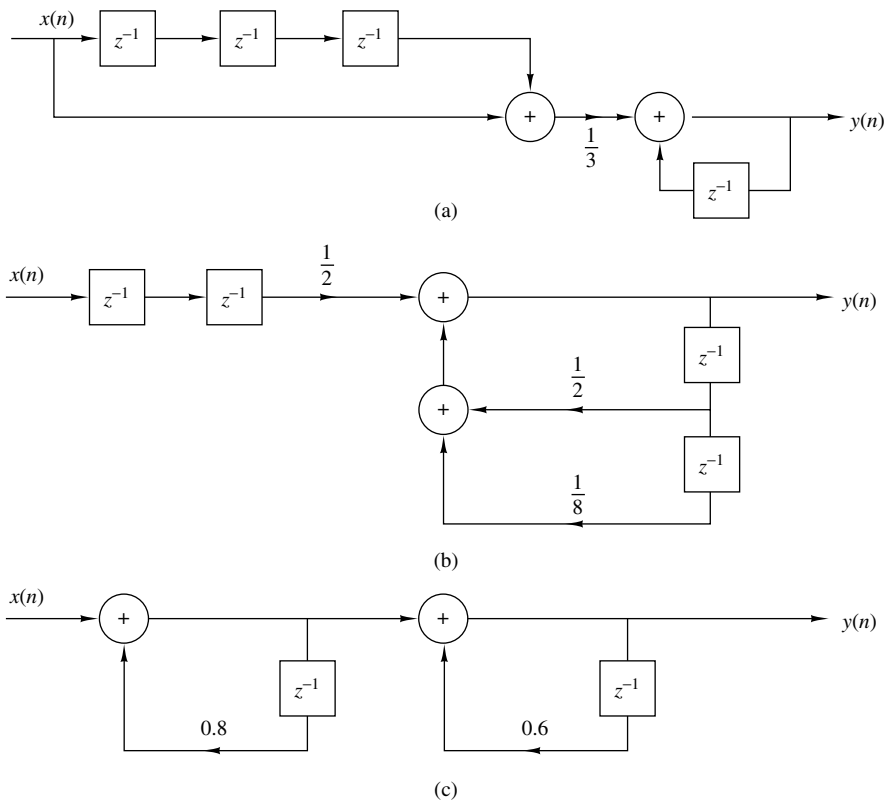 x(n)
z⁻¹ z⁻¹ z⁻¹
+ + y(n)
1/3
z⁻¹
(a)
x(n) 1/2
z⁻¹ z⁻¹ + y(n)
z⁻¹
1/2
+
z⁻¹
1/8
(b)
x(n)
+ + y(n)
z⁻¹ z⁻¹
0.8 0.6
(c)